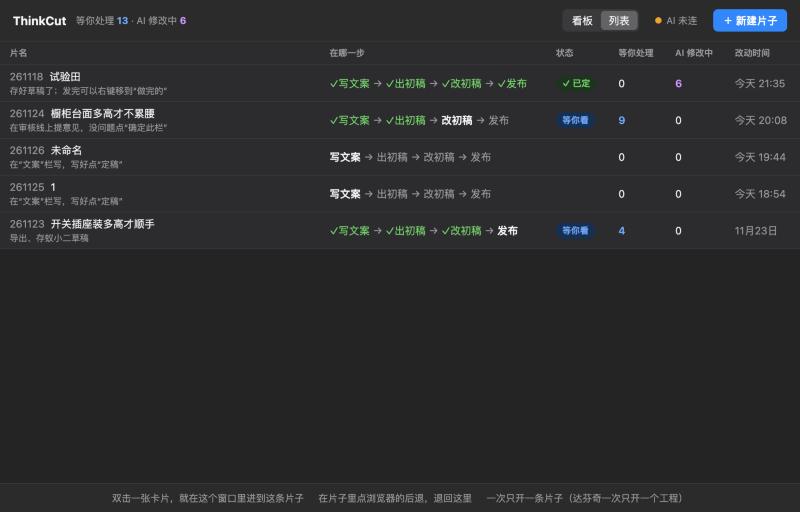 ThinkCut 等你处理 13 · AI 修改中 6 看板 列表 AI 未连 + 新建片子
片名 在哪一步 状态 等你处理 AI 修改中 改动时间
261118 试验田 ✓写文案 → ✓出初稿 → ✓改初稿 → ✓发布 ✓ 已定 0 6 今天 21:35
存好草稿了；发完可以右键移到“做完的”
261124 橱柜台面多高才不累腰 ✓写文案 → ✓出初稿 → 改初稿 → 发布 等你看 9 0 今天 20:08
在审核线上提意见，没问题点“确定此栏”
261126 未命名 写文案 → 出初稿 → 改初稿 → 发布 0 0 今天 19:44
在“文案”栏写，写好点“定稿”
261125 1 写文案 → 出初稿 → 改初稿 → 发布 0 0 今天 18:54
在“文案”栏写，写好点“定稿”
261123 开关插座装多高才顺手 ✓写文案 → ✓出初稿 → ✓改初稿 → 发布 等你看 4 0 11月23日
导出、存蚁小二草稿
双击一张卡片，就在这个窗口里进到这条片子 在片子里点浏览器的后退，退回这里 一次只开一条片子（达芬奇一次只开一个工程）